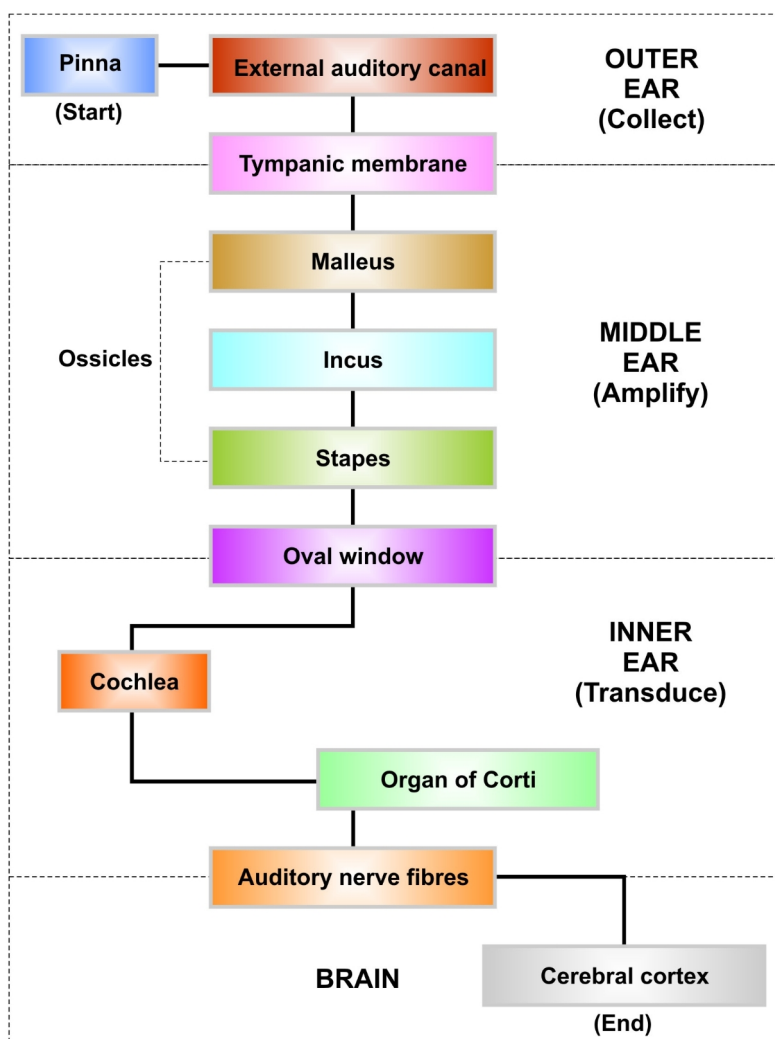 Pinna
(Start)
External auditory canal
OUTER
EAR
(Collect)
Tympanic membrane
Malleus
Ossicles
Incus
MIDDLE
EAR
(Amplify)
Stapes
Oval window
INNER
EAR
(Transduce)
Cochlea
Organ of Corti
Auditory nerve fibres
BRAIN
Cerebral cortex
(End)